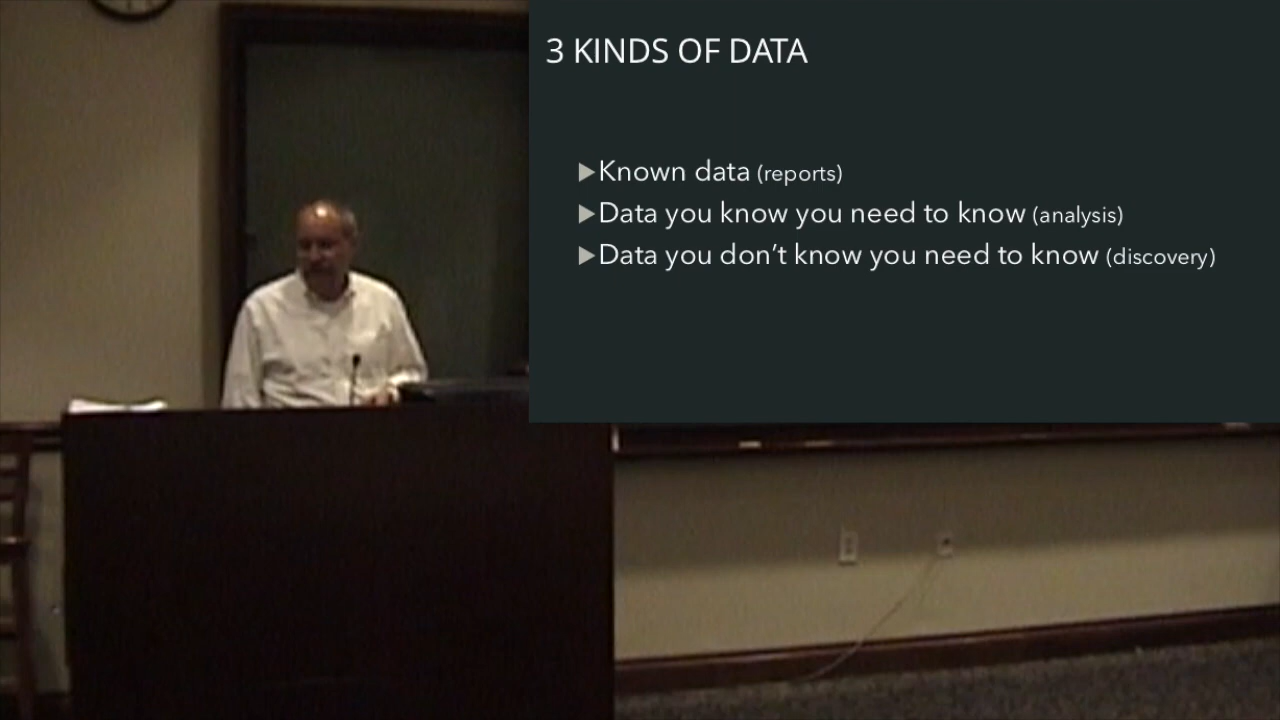 3 KINDS OF DATA
▶Known data (reports)
▶Data you know you need to know (analysis)
▶Data you don’t know you need to know (discovery)